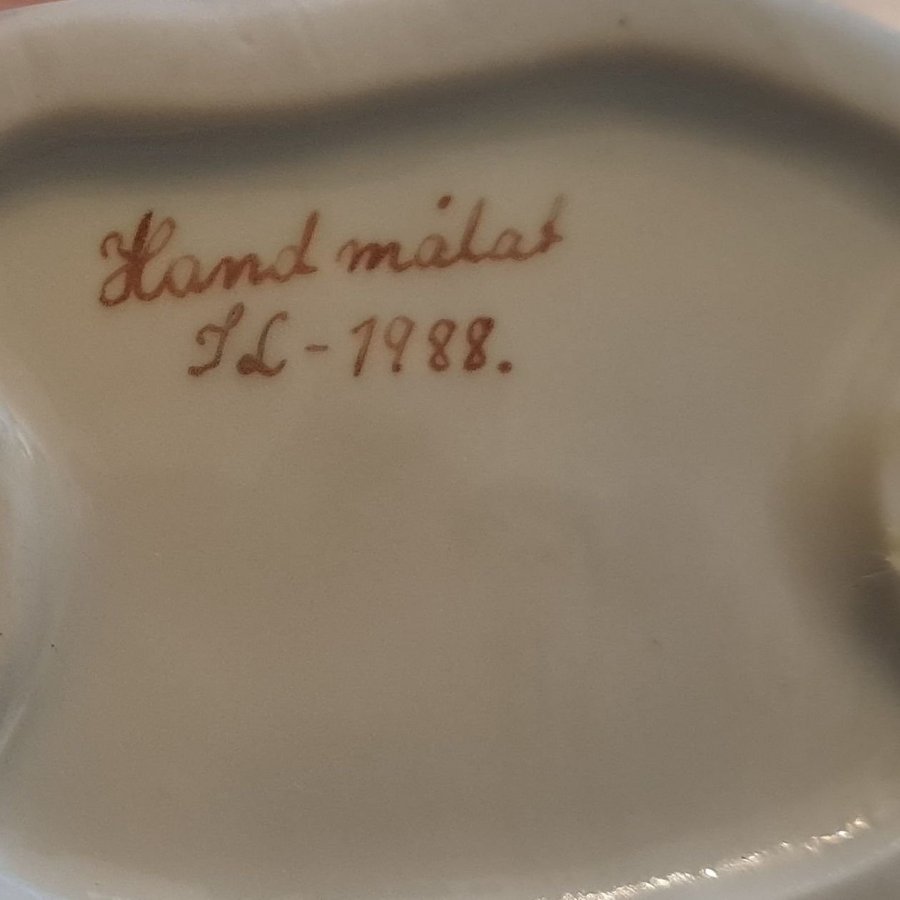 Hand målat
IL - 1988.